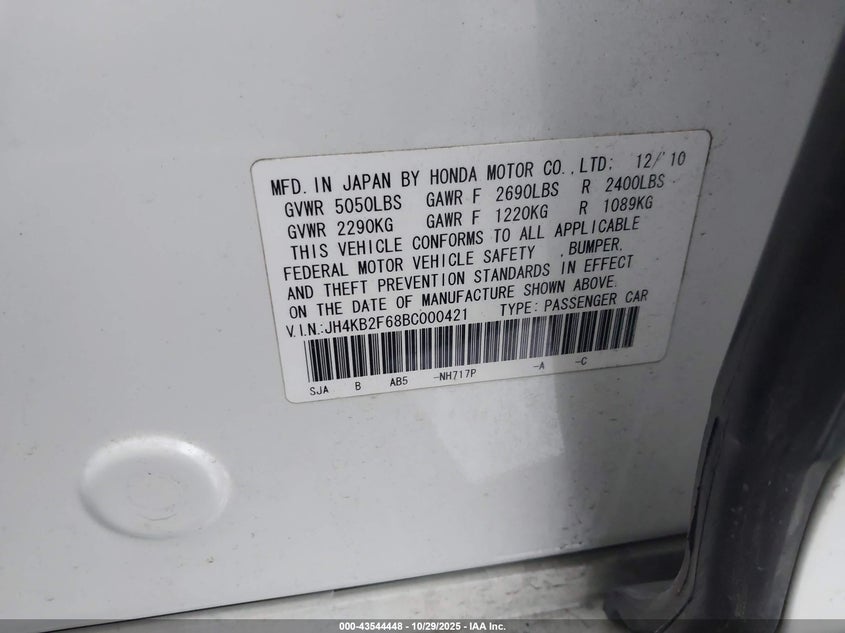 MFD. IN JAPAN BY HONDA MOTOR CO.,LTD; 12/'10
GVWR 5050LBS GAWR F 2690LBS R 2400LBS
GVWR 2290KG GAWR F 1220KG R 1089KG
THIS VEHICLE CONFORMS TO ALL APPLICABLE
FEDERAL MOTOR VEHICLE SAFETY , BUMPER,
AND THEFT PREVENTION STANDARDS IN EFFECT
ON THE DATE OF MANUFACTURE SHOWN ABOVE.
V.I.N.:JH4KB2F68BC000421 TYPE: PASSENGER CAR
SJA B AB5 -NH717P -A -C
000-43544448 | 10/29/2025 - IAA Inc.